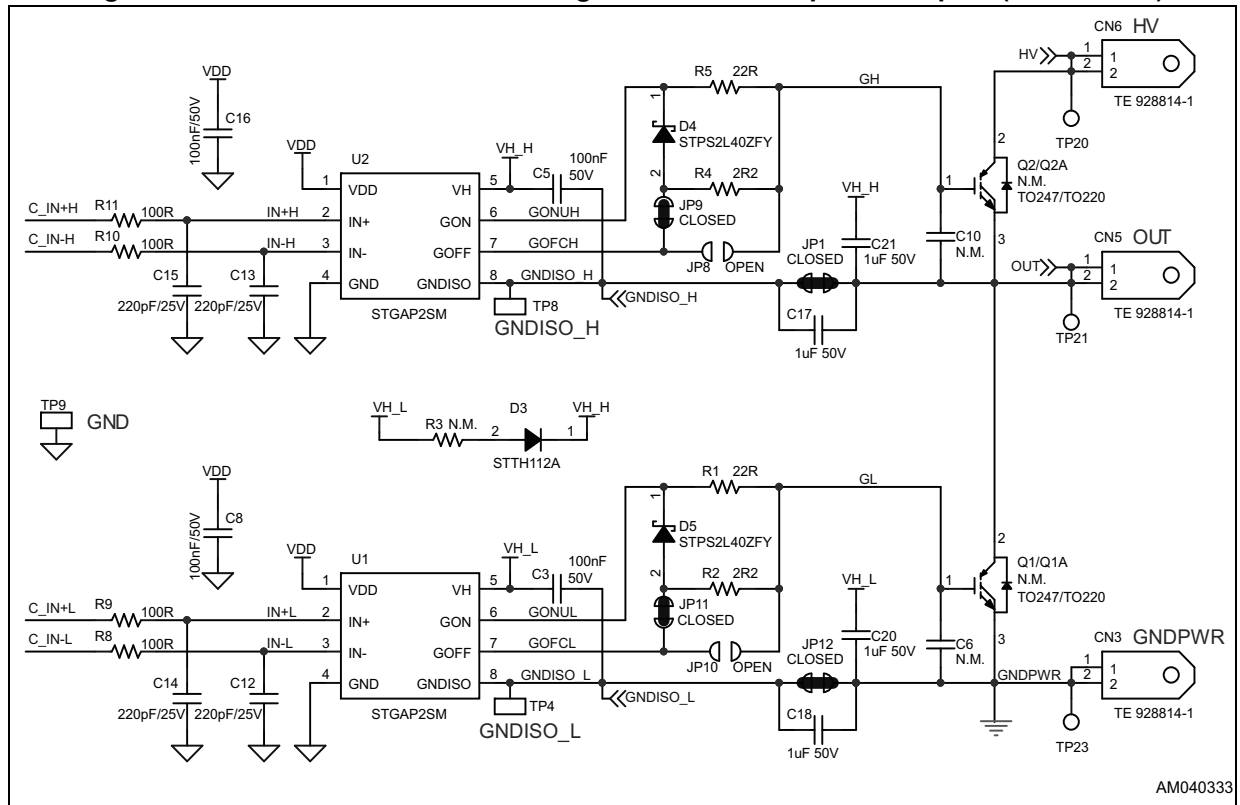 CN6 HV
HV 1 1
2 2
TE 928814-1
TP20
VDD
100nF/50V
C16
VDD
R5 22R
GH
1
D4
STPS2L40ZFY
2
R4 2R2
JP9
CLOSED
U2
VH_H
100nF
C5 50V
1 VDD VH 5
C_IN+H R11 100R IN+H 2 IN+ GON 6 GONUH
C_IN-H R10 100R IN-H 3 IN- GOFF 7 GOFCH
4 GND GNDISO 8 GNDISO_H
STGAP2SM
C15
220pF/25V
C13
220pF/25V
JP8 OPEN
VH_H
C21
1uF 50V
JP1
CLOSED
C17
1uF 50V
C10
N.M.
1
2
Q2/Q2A
N.M.
TO247/TO220
3
CN5 OUT
OUT 1 1
2 2
TE 928814-1
TP21
TP8
GNDISO_H
GNDISO_H
TP9
GND
VH_L
R3 N.M.
2
D3
1
VH_H
STTH112A
VDD
100nF/50V
C8
VDD
R1 22R
GL
1
D5
STPS2L40ZFY
2
R2 2R2
JP11
CLOSED
U1
VH_L
100nF
C3 50V
1 VDD VH 5
C_IN+L R9 100R IN+L 2 IN+ GON 6 GONUL
C_IN-L R8 100R IN-L 3 IN- GOFF 7 GOFCL
4 GND GNDISO 8 GNDISO_L
STGAP2SM
C14
220pF/25V
C12
220pF/25V
JP10 OPEN
VH_L
C20
1uF 50V
JP12
CLOSED
C18
1uF 50V
C6
N.M.
1
2
Q1/Q1A
N.M.
TO247/TO220
3
CN3 GNDPWR
GNDPWR 1 1
2 2
TE 928814-1
TP23
TP4
GNDISO_L
GNDISO_L
AM040333